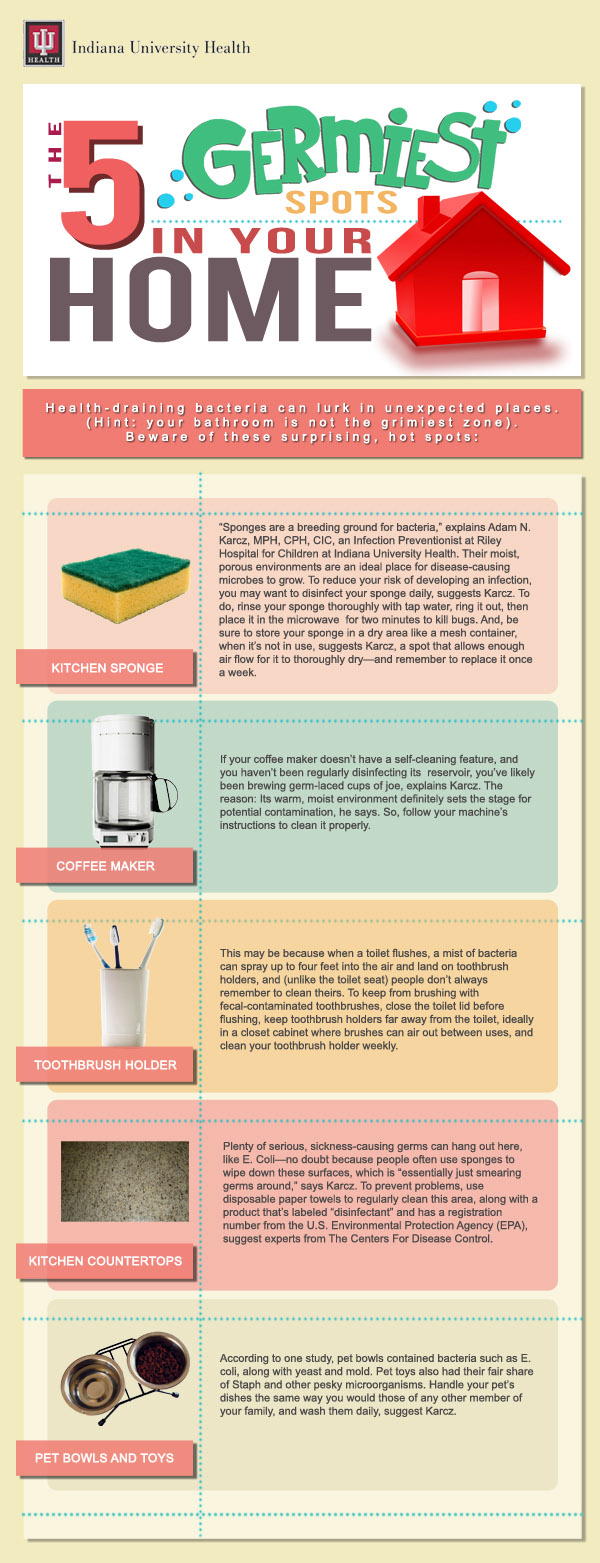 HEALTH
Indiana University Health
THE
5
GERMIEST
SPOTS
IN YOUR
HOME
Health-draining bacteria can lurk in unexpected places.
(Hint: your bathroom is not the grimiest zone).
Beware of these surprising, hot spots:
"Sponges are a breeding ground for bacteria," explains Adam N.
Karcz, MPH, CPH, CIC, an Infection Preventionist at Riley
Hospital for Children at Indiana University Health. Their moist,
porous environments are an ideal place for disease-causing
microbes to grow. To reduce your risk of developing an infection,
you may want to disinfect your sponge daily, suggests Karcz. To
do, rinse your sponge thoroughly with tap water, ring it out, then
place it in the microwave for two minutes to kill bugs. And, be
sure to store your sponge in a dry area like a mesh container,
when it's not in use, suggests Karcz, a spot that allows enough
air flow for it to thoroughly dry—and remember to replace it once
a week.
KITCHEN SPONGE
If your coffee maker doesn't have a self-cleaning feature, and
you haven't been regularly disinfecting its reservoir, you've likely
been brewing germ-laced cups of joe, explains Karcz. The
reason: Its warm, moist environment definitely sets the stage for
potential contamination, he says. So, follow your machine's
instructions to clean it properly.
COFFEE MAKER
This may be because when a toilet flushes, a mist of bacteria
can spray up to four feet into the air and land on toothbrush
holders, and (unlike the toilet seat) people don't always
remember to clean theirs. To keep from brushing with
fecal-contaminated toothbrushes, close the toilet lid before
flushing, keep toothbrush holders far away from the toilet, ideally
in a closet cabinet where brushes can air out between uses, and
clean your toothbrush holder weekly.
TOOTHBRUSH HOLDER
Plenty of serious, sickness-causing germs can hang out here,
like E. Coli—no doubt because people often use sponges to
wipe down these surfaces, which is "essentially just smearing
germs around," says Karcz. To prevent problems, use
disposable paper towels to regularly clean this area, along with a
product that's labeled "disinfectant" and has a registration
number from the U.S. Environmental Protection Agency (EPA),
suggest experts from The Centers For Disease Control.
KITCHEN COUNTERTOPS
According to one study, pet bowls contained bacteria such as E.
coli, along with yeast and mold. Pet toys also had their fair share
of Staph and other pesky microorganisms. Handle your pet's
dishes the same way you would those of any other member of
your family, and wash them daily, suggest Karcz.
PET BOWLS AND TOYS